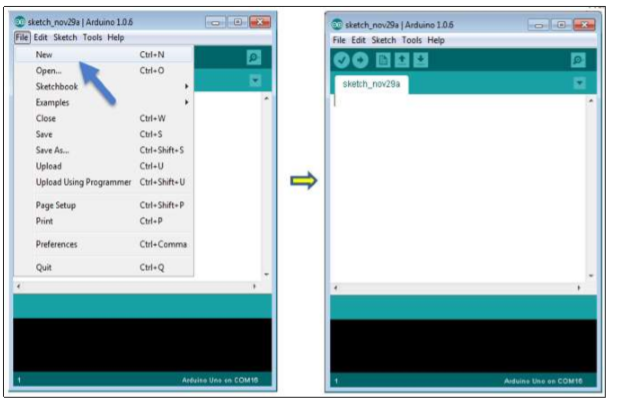 sketch_nov29a | Arduino 1.0.6
File Edit Sketch Tools Help
New Ctrl+N
Open... Ctrl+O
Sketchbook
Examples
Close Ctrl+W
Save Ctrl+S
Save As... Ctrl+Shift+S
Upload Ctrl+U
Upload Using Programmer Ctrl+Shift+U
Page Setup Ctrl+Shift+P
Print Ctrl+P
Preferences Ctrl+Comma
Quit Ctrl+Q
1 Arduino Uno on COM16
sketch_nov29a | Arduino 1.0.6
File Edit Sketch Tools Help
sketch_nov29a
1 Arduino Uno on COM16